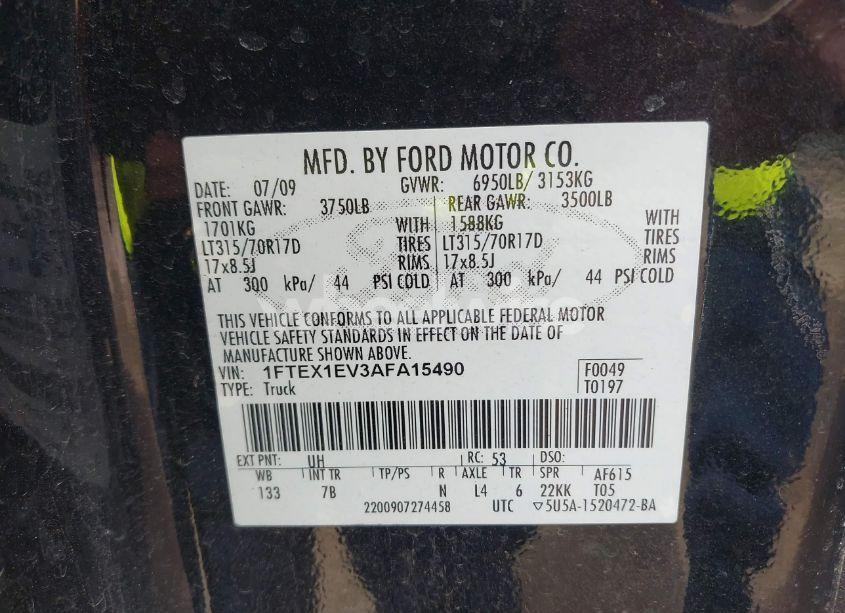 MFD. BY FORD MOTOR CO.
DATE: 07/09 GVWR: 6950LB/ 3153KG
FRONT GAWR: 3750LB REAR GAWR: 3500LB
1701KG WITH 1588KG WITH
LT315/70R17D TIRES LT315/70R17D TIRES
17x8.5J RIMS 17x8.5J RIMS
AT 300 kPa/ 44 PSI COLD AT 300 kPa/ 44 PSI COLD
THIS VEHICLE CONFORMS TO ALL APPLICABLE FEDERAL MOTOR
VEHICLE SAFETY STANDARDS IN EFFECT ON THE DATE OF
MANUFACTURE SHOWN ABOVE.
VIN: 1FTEX1EV3AFA15490 F0049
TYPE: Truck T0197
EXT PNT: UH RC: 53 DSO:
WB INT TR TP/PS R AXLE TR SPR AF615
133 7B N L4 6 22KK T05
2200907274458 UTC ▽5U5A-1520472-BA